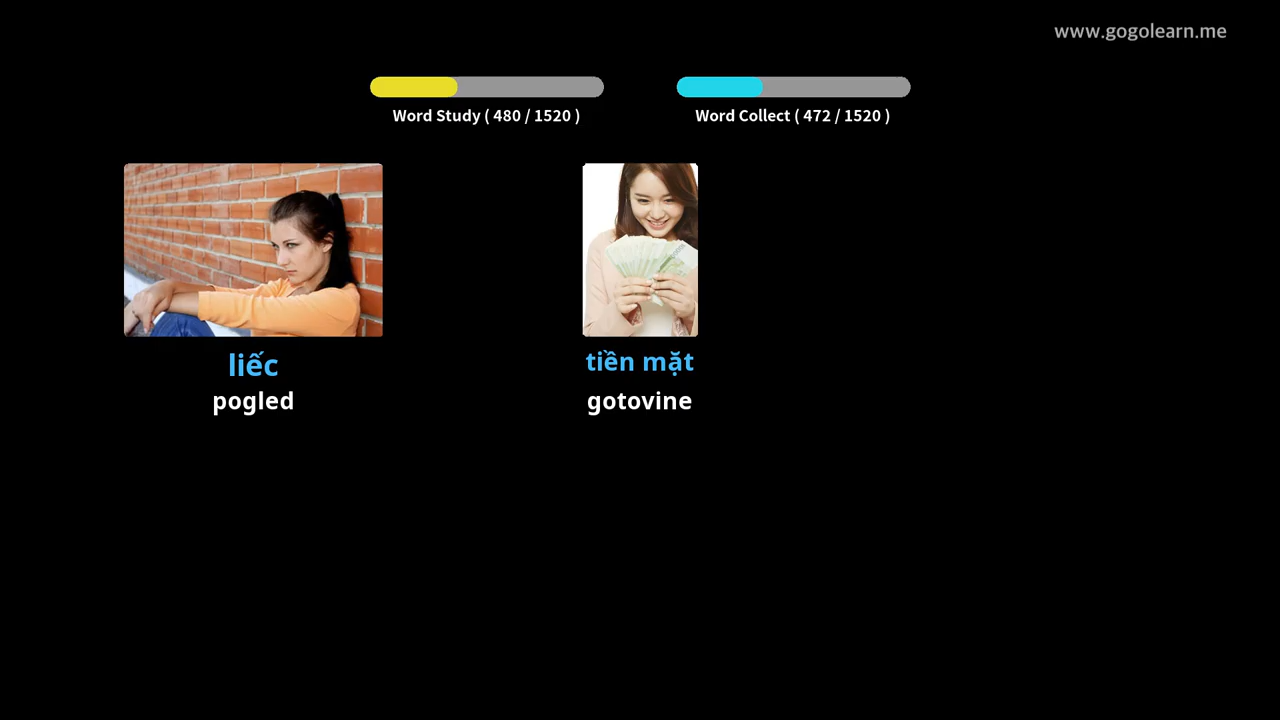 www.gogolearn.me
Word Study ( 480 / 1520 )
Word Collect ( 472 / 1520 )
liếc
pogled
tiền mặt
gotovine